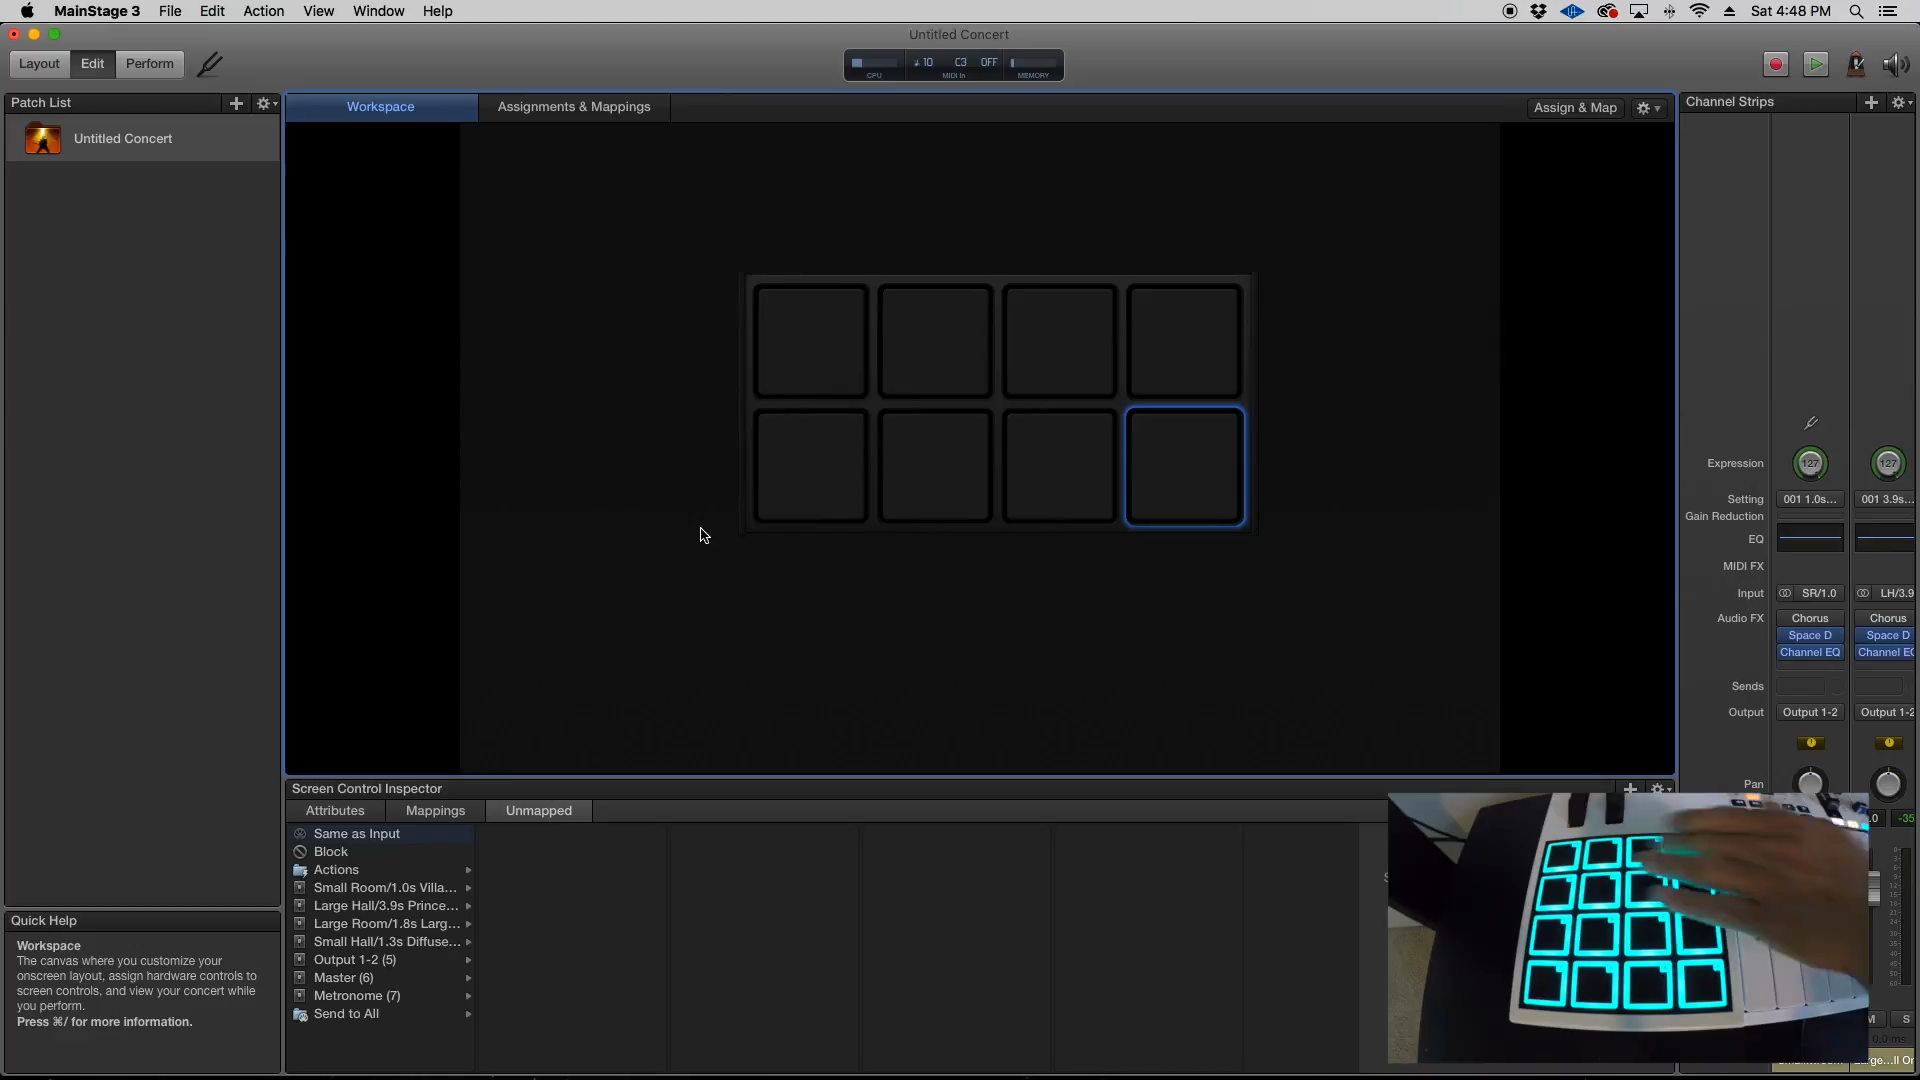 MainStage 3 File Edit Action View Window Help Sat 4:48 PM
Untitled Concert
Layout Edit Perform
10 C3 OFF
CPU MIDI In MEMORY
Patch List
Workspace Assignments & Mappings Assign & Map
Channel Strips
Untitled Concert
Expression 127 127
Setting 001 1.0s... 001 3.9s...
Gain Reduction
EQ
MIDI FX
Input SR/1.0 LH/3.9
Audio FX Chorus Chorus
Space D Space D
Channel EQ Channel EQ
Sends
Output Output 1-2 Output 1-2
Pan
Screen Control Inspector
Attributes Mappings Unmapped
Same as Input
Block
Actions
Small Room/1.0s Villa...
Large Hall/3.9s Prince...
Large Room/1.8s Larg...
Small Hall/1.3s Diffuse...
Output 1-2 (5)
Master (6)
Metronome (7)
Send to All
Quick Help
Workspace
The canvas where you customize your
onscreen layout, assign hardware controls to
screen controls, and view your concert while
you perform.
Press ⌘/ for more information.
.0 -35
M S
0.0 ms